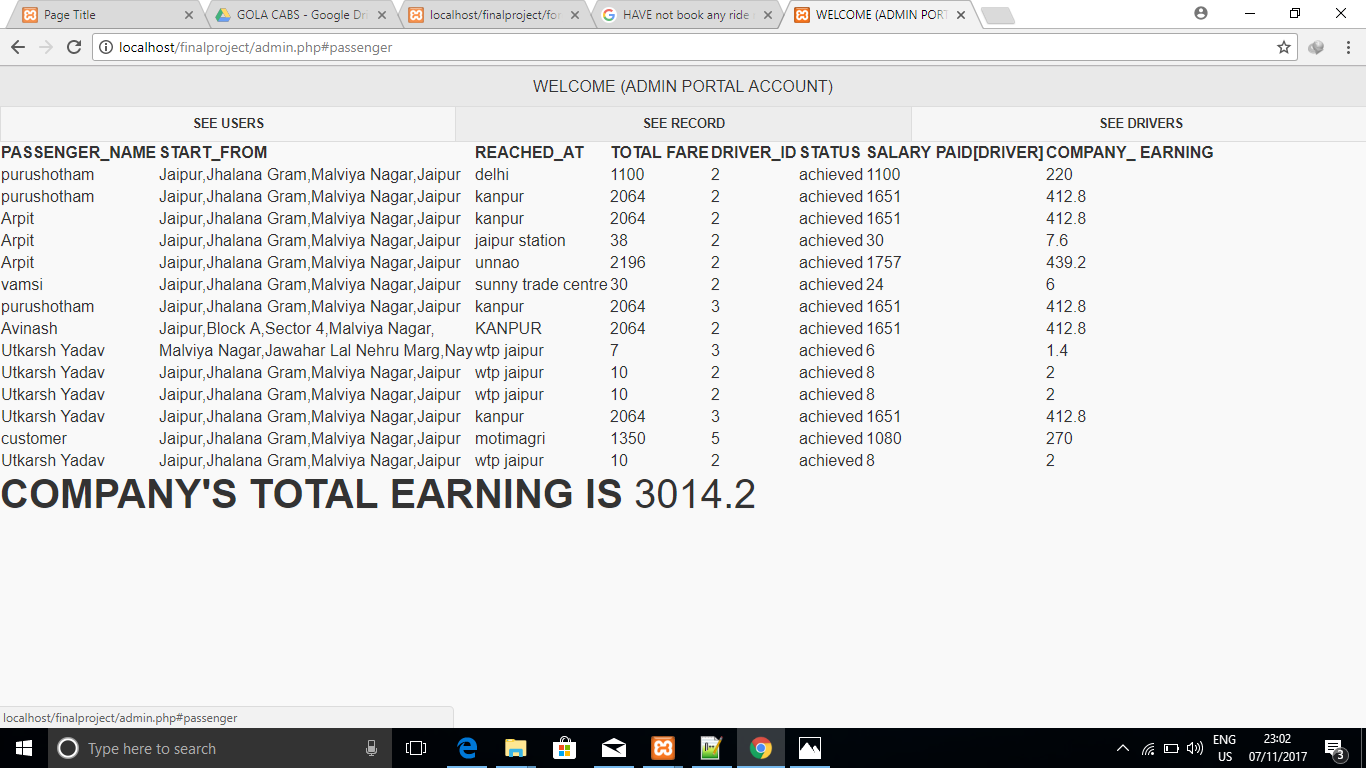 Page Title
GOLA CABS - Google Dri
localhost/finalproject/for
HAVE not book any ride
WELCOME (ADMIN PORT
localhost/finalproject/admin.php#passenger
WELCOME (ADMIN PORTAL ACCOUNT)
SEE USERS SEE RECORD SEE DRIVERS
PASSENGER_NAME START_FROM REACHED_AT TOTAL FARE DRIVER_ID STATUS SALARY PAID[DRIVER] COMPANY_ EARNING
purushotham Jaipur,Jhalana Gram,Malviya Nagar,Jaipur delhi 1100 2 achieved 1100 220
purushotham Jaipur,Jhalana Gram,Malviya Nagar,Jaipur kanpur 2064 2 achieved 1651 412.8
Arpit Jaipur,Jhalana Gram,Malviya Nagar,Jaipur kanpur 2064 2 achieved 1651 412.8
Arpit Jaipur,Jhalana Gram,Malviya Nagar,Jaipur jaipur station 38 2 achieved 30 7.6
Arpit Jaipur,Jhalana Gram,Malviya Nagar,Jaipur unnao 2196 2 achieved 1757 439.2
vamsi Jaipur,Jhalana Gram,Malviya Nagar,Jaipur sunny trade centre 30 2 achieved 24 6
purushotham Jaipur,Jhalana Gram,Malviya Nagar,Jaipur kanpur 2064 3 achieved 1651 412.8
Avinash Jaipur,Block A,Sector 4,Malviya Nagar, KANPUR 2064 2 achieved 1651 412.8
Utkarsh Yadav Malviya Nagar,Jawahar Lal Nehru Marg,Nay wtp jaipur 7 3 achieved 6 1.4
Utkarsh Yadav Jaipur,Jhalana Gram,Malviya Nagar,Jaipur wtp jaipur 10 2 achieved 8 2
Utkarsh Yadav Jaipur,Jhalana Gram,Malviya Nagar,Jaipur wtp jaipur 10 2 achieved 8 2
Utkarsh Yadav Jaipur,Jhalana Gram,Malviya Nagar,Jaipur kanpur 2064 3 achieved 1651 412.8
customer Jaipur,Jhalana Gram,Malviya Nagar,Jaipur motimagri 1350 5 achieved 1080 270
Utkarsh Yadav Jaipur,Jhalana Gram,Malviya Nagar,Jaipur wtp jaipur 10 2 achieved 8 2
COMPANY'S TOTAL EARNING IS 3014.2
localhost/finalproject/admin.php#passenger
Type here to search
ENG
US
23:02
07/11/2017
3